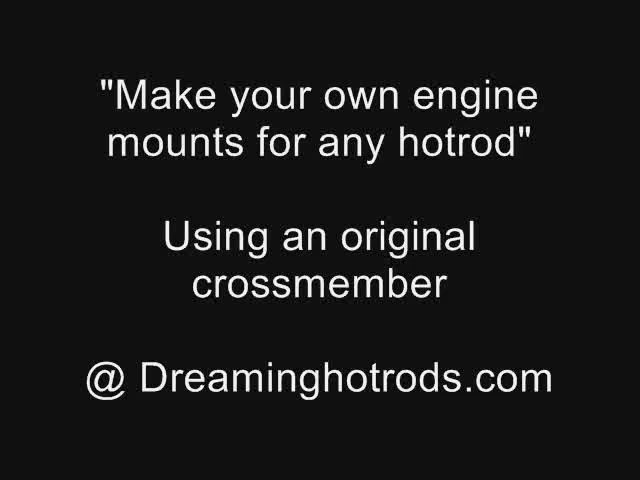 "Make your own engine
mounts for any hotrod"
Using an original
crossmember
@ Dreaminghotrods.com